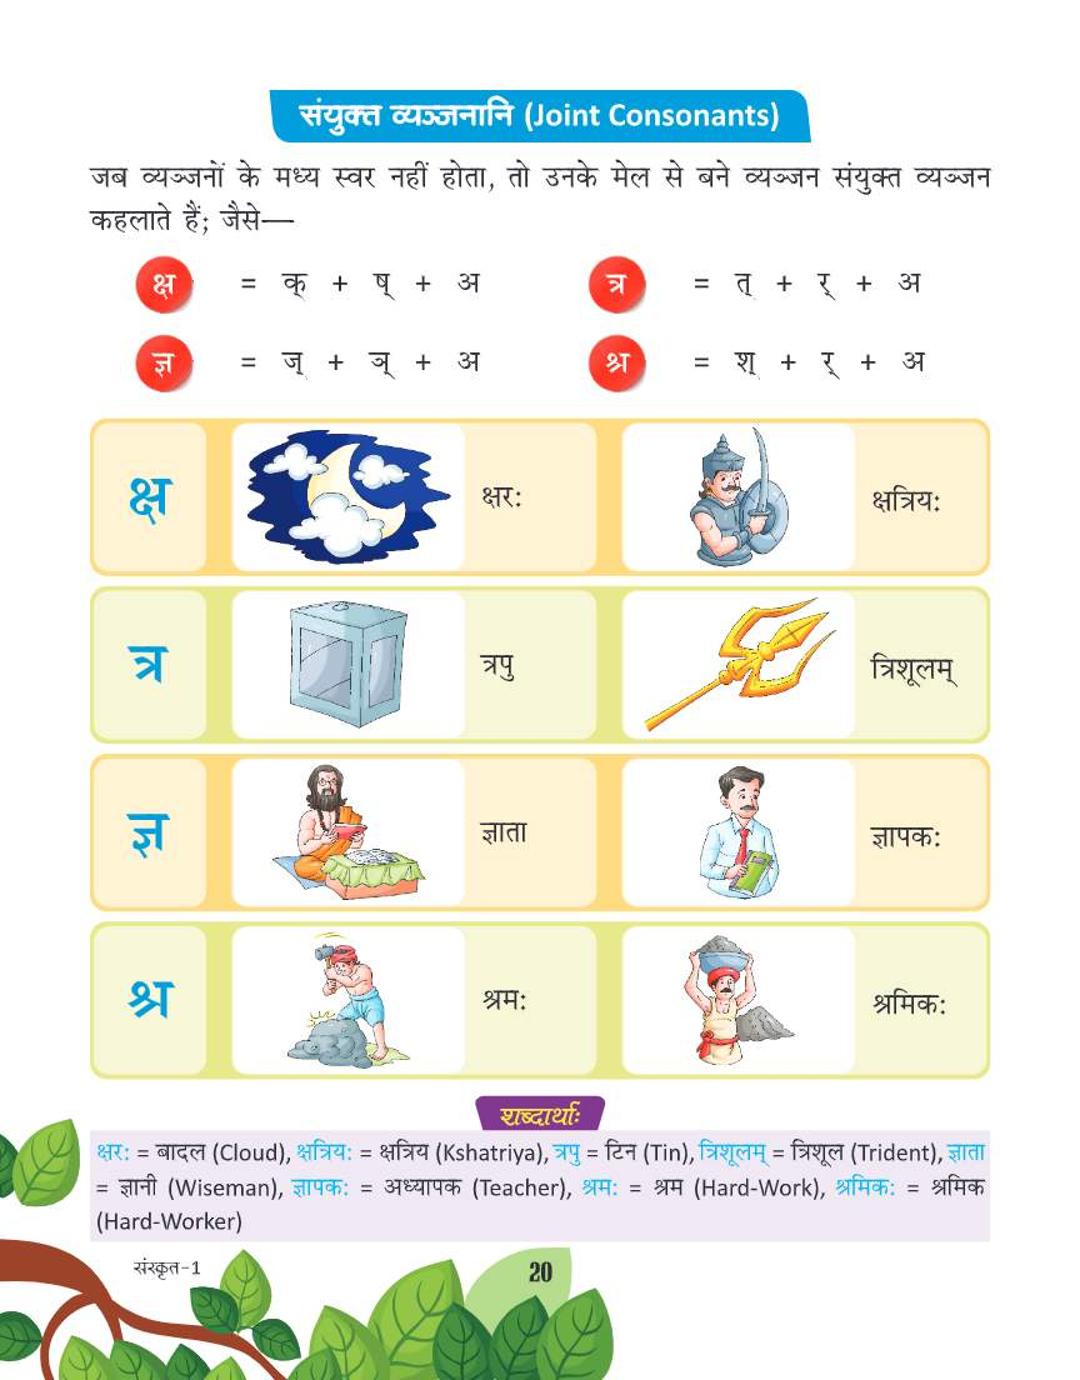 संयुक्त व्यञ्जनानि (Joint Consonants)
जब व्यञ्जनों के मध्य स्वर नहीं होता, तो उनके मेल से बने व्यञ्जन संयुक्त व्यञ्जन
कहलाते हैं; जैसे—
क्ष = क् + ष् + अ त्र = त् + र् + अ
ज्ञ = ज् + ञ् + अ श्र = श् + र् + अ
क्ष क्षरः क्षत्रियः
त्र त्रपु त्रिशूलम्
ज्ञ ज्ञाता ज्ञापकः
श्र श्रमः श्रमिकः
शब्दार्थाः
क्षरः = बादल (Cloud), क्षत्रियः = क्षत्रिय (Kshatriya), त्रपु = टिन (Tin), त्रिशूलम् = त्रिशूल (Trident), ज्ञाता
= ज्ञानी (Wiseman), ज्ञापकः = अध्यापक (Teacher), श्रमः = श्रम (Hard-Work), श्रमिकः = श्रमिक
(Hard-Worker)
संस्कृत-1 20